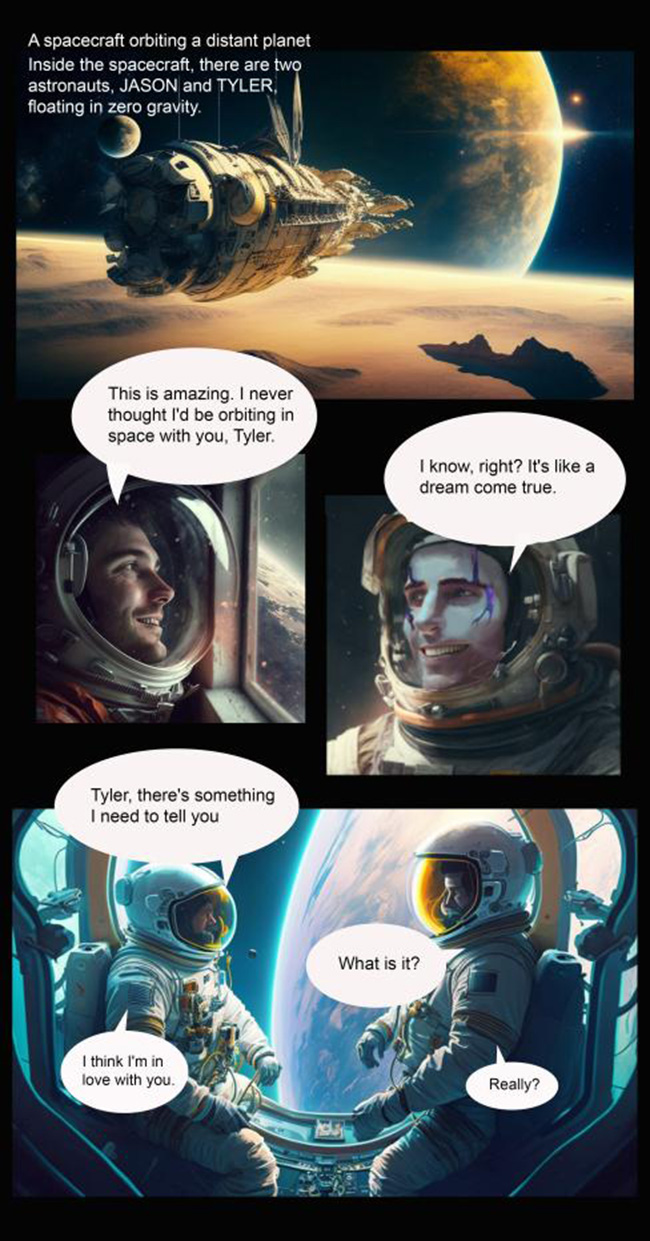 A spacecraft orbiting a distant planet
Inside the spacecraft, there are two
astronauts, JASON and TYLER,
floating in zero gravity.
This is amazing. I never
thought I'd be orbiting in
space with you, Tyler.
I know, right? It's like a
dream come true.
Tyler, there's something
I need to tell you
What is it?
I think I'm in
love with you.
Really?